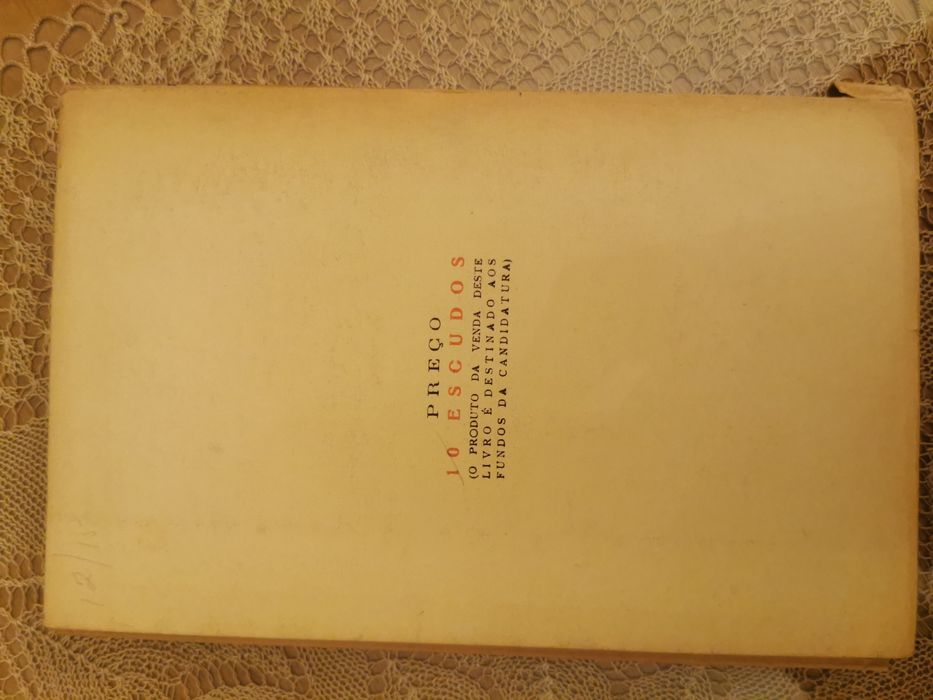 PREÇO
10 ESCUDOS
(O PRODUTO DA VENDA DESTE
LIVRO É DESTINADO AOS
FUNDOS DA CANDIDATURA)